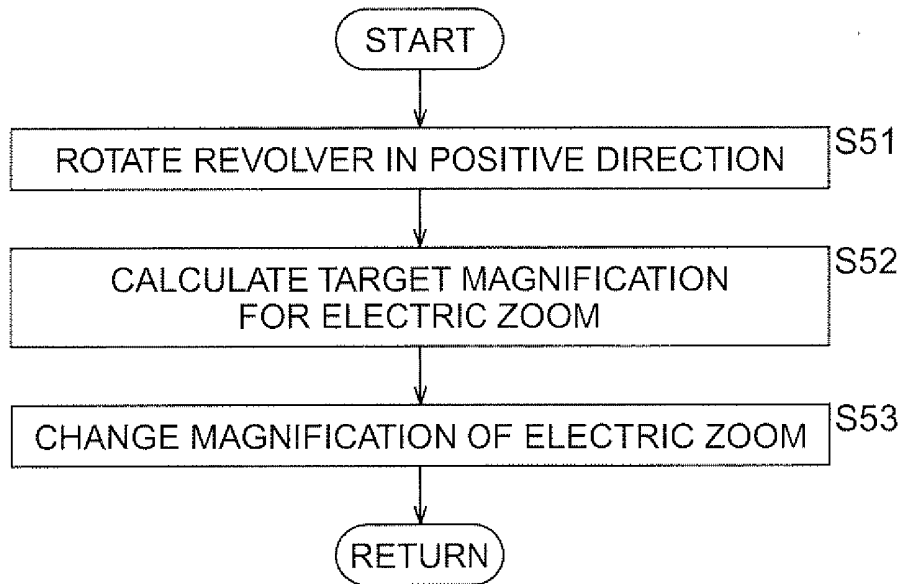 START
ROTATE REVOLVER IN POSITIVE DIRECTION
S51
CALCULATE TARGET MAGNIFICATION
FOR ELECTRIC ZOOM
S52
CHANGE MAGNIFICATION OF ELECTRIC ZOOM
S53
RETURN